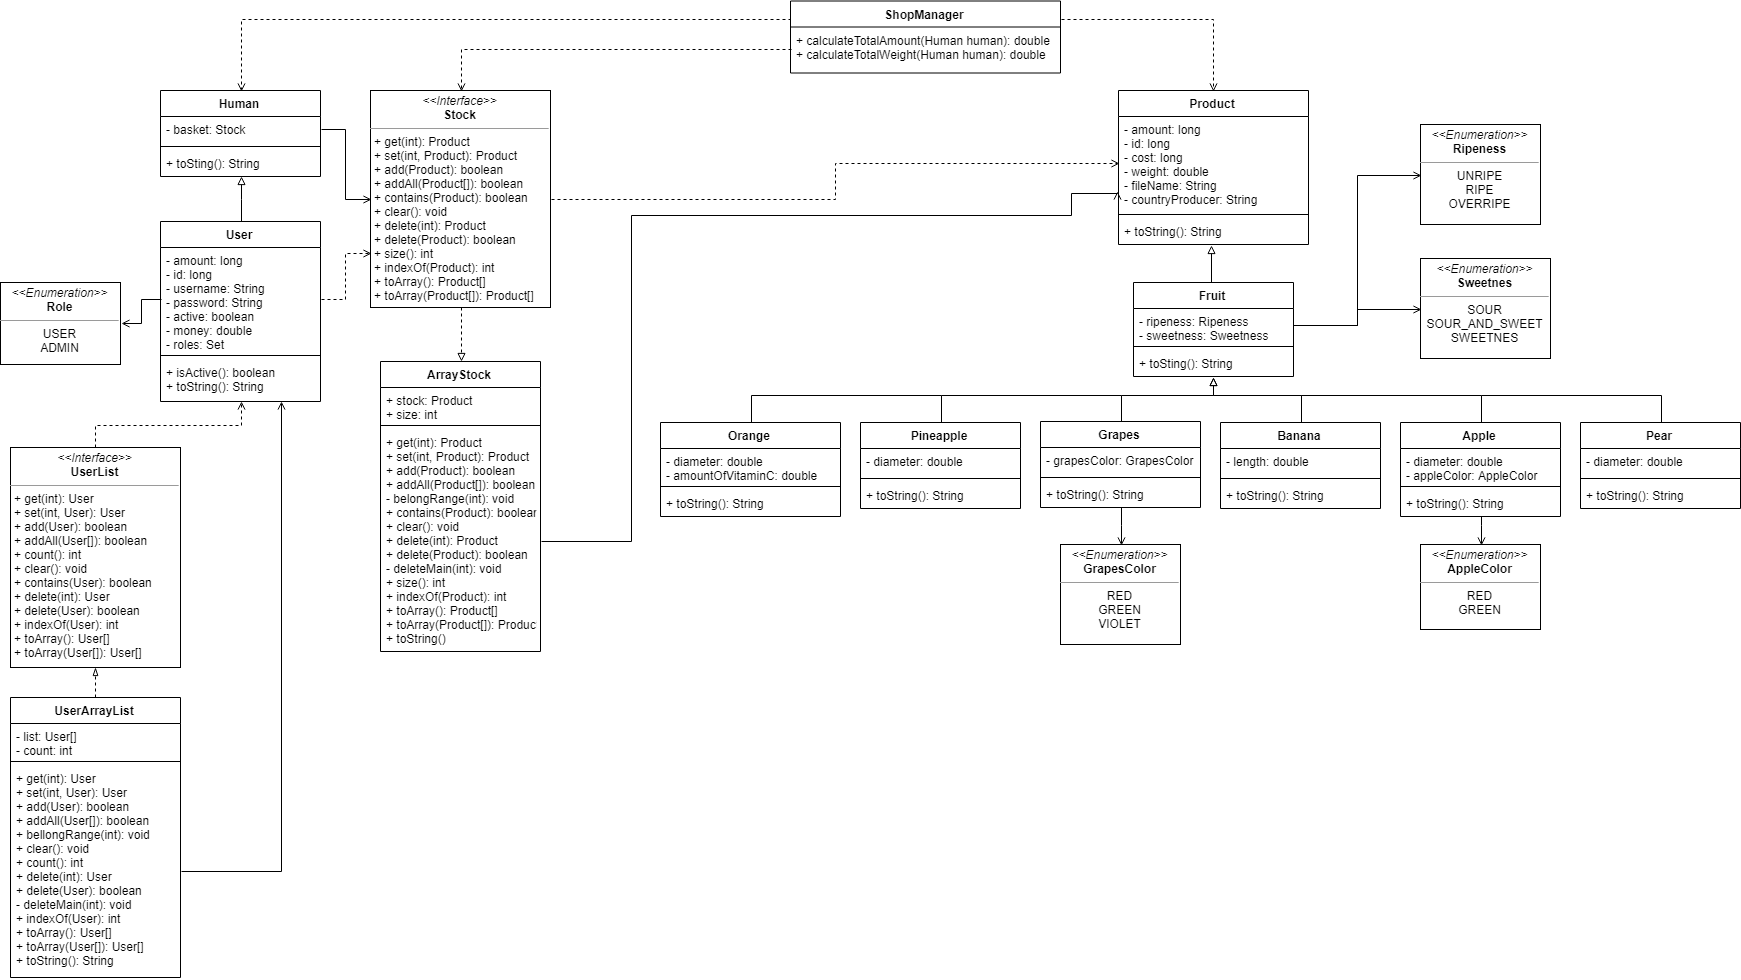 ShopManager
+ calculateTotalAmount(Human human): double
+ calculateTotalWeight(Human human): double
Human
- basket: Stock
+ toSting(): String
<<Interface>>
Stock
+ get(int): Product
+ set(int, Product): Product
+ add(Product): boolean
+ addAll(Product[]): boolean
+ contains(Product): boolean
+ clear(): void
+ delete(int): Product
+ delete(Product): boolean
+ size(): int
+ indexOf(Product): int
+ toArray(): Product[]
+ toArray(Product[]): Product[]
Product
- amount: long
- id: long
- cost: long
- weight: double
- fileName: String
- countryProducer: String
+ toString(): String
<<Enumeration>>
Ripeness
UNRIPE
RIPE
OVERRIPE
User
- amount: long
- id: long
- username: String
- password: String
- active: boolean
- money: double
- roles: Set
+ isActive(): boolean
+ toString(): String
<<Enumeration>>
Role
USER
ADMIN
<<Enumeration>>
Sweetnes
SOUR
SOUR_AND_SWEET
SWEETNES
Fruit
- ripeness: Ripeness
- sweetness: Sweetness
+ toSting(): String
ArrayStock
+ stock: Product
+ size: int
+ get(int): Product
+ set(int, Product): Product
+ add(Product): boolean
+ addAll(Product[]): boolean
- belongRange(int): void
+ contains(Product): boolear
+ clear(): void
+ delete(int): Product
+ delete(Product): boolean
- deleteMain(int): void
+ size(): int
+ indexOf(Product): int
+ toArray(): Product[]
+ toArray(Product[]): Produc
+ toString()
Orange
- diameter: double
- amountOfVitaminC: double
+ toString(): String
Pineapple
- diameter: double
+ toString(): String
Grapes
- grapesColor: GrapesColor
+ toString(): String
Banana
- length: double
+ toString(): String
Apple
- diameter: double
- appleColor: AppleColor
+ toString(): String
Pear
- diameter: double
+ toString(): String
<<Interface>>
UserList
+ get(int): User
+ set(int, User): User
+ add(User): boolean
+ addAll(User[]): boolean
+ count(): int
+ clear(): void
+ contains(User): boolean
+ delete(int): User
+ delete(User): boolean
+ indexOf(User): int
+ toArray(): User[]
+ toArray(User[]): User[]
<<Enumeration>>
GrapesColor
RED
GREEN
VIOLET
<<Enumeration>>
AppleColor
RED
GREEN
UserArrayList
- list: User[]
- count: int
+ get(int): User
+ set(int, User): User
+ add(User): boolean
+ addAll(User[]): boolean
+ bellongRange(int): void
+ clear(): void
+ count(): int
+ delete(int): User
+ delete(User): boolean
- deleteMain(int): void
+ indexOf(User): int
+ toArray(): User[]
+ toArray(User[]): User[]
+ toString(): String